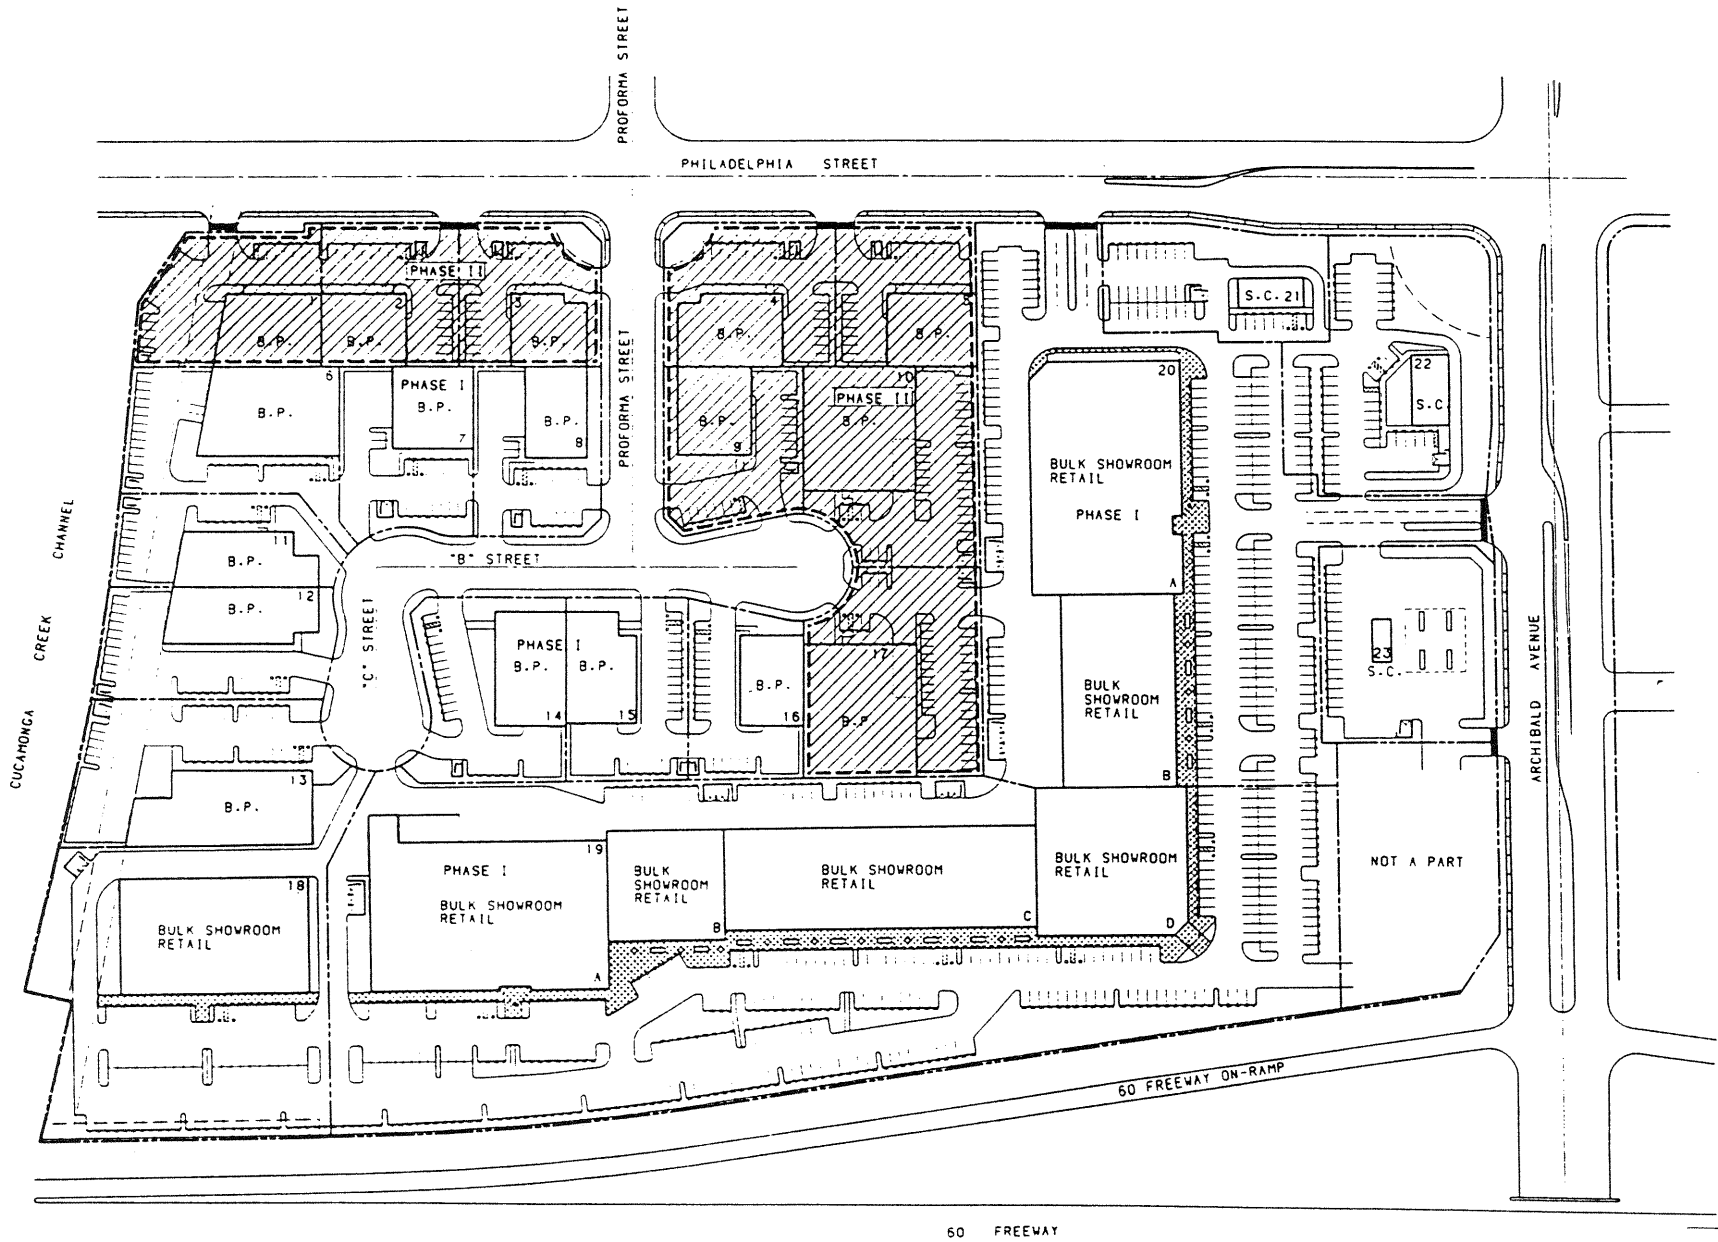 PROFORMA STREET
PHILADELPHIA STREET
PHASE II
1
2
3
4
5
B.P.
B.P.
B.P.
B.P.
B.P.
S.C. 21
PROFORMA STREET
6
B.P.
PHASE I
B.P.
7
B.P.
8
B.P.
9
10
PHASE II
B.P.
20
BULK SHOWROOM
RETAIL
PHASE I
A
22
S.C.
CUCAMONGA CREEK CHANNEL
11
B.P.
12
B.P.
"B" STREET
"C" STREET
PHASE I
B.P.
14
B.P.
15
B.P.
16
17
B.P.
BULK
SHOWROOM
RETAIL
B
23
S.C.
ARCHIBALD AVENUE
13
B.P.
18
BULK SHOWROOM
RETAIL
19
PHASE I
BULK SHOWROOM
RETAIL
A
BULK
SHOWROOM
RETAIL
B
BULK SHOWROOM
RETAIL
C
BULK SHOWROOM
RETAIL
D
NOT A PART
60 FREEWAY ON-RAMP
60 FREEWAY